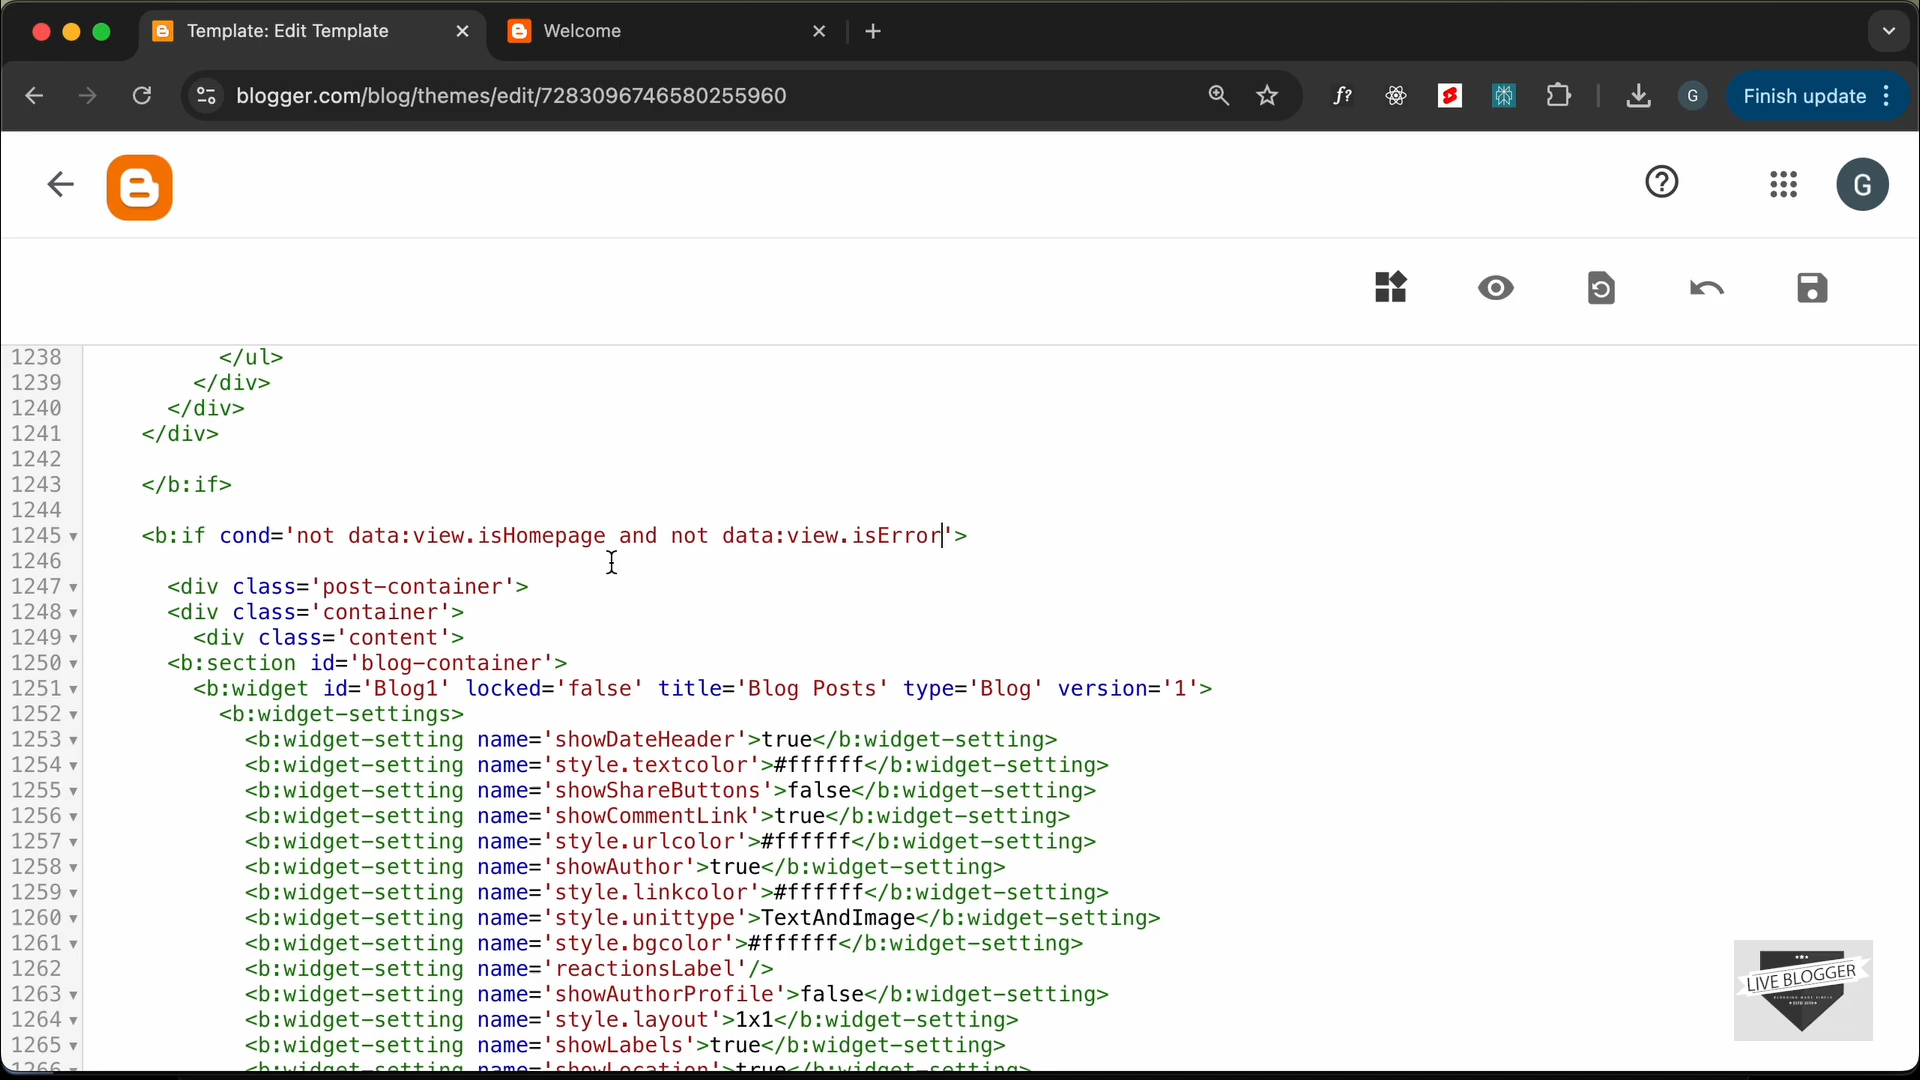 Template: Edit Template
Welcome
blogger.com/blog/themes/edit/7283096746580255960
f?
G
Finish update
G
1238 </ul>
1239 </div>
1240 </div>
1241 </div>
1242
1243 </b:if>
1244
1245 <b:if cond='not data:view.isHomepage and not data:view.isError'>
1246
1247 <div class='post-container'>
1248 <div class='container'>
1249 <div class='content'>
1250 <b:section id='blog-container'>
1251 <b:widget id='Blog1' locked='false' title='Blog Posts' type='Blog' version='1'>
1252 <b:widget-settings>
1253 <b:widget-setting name='showDateHeader'>true</b:widget-setting>
1254 <b:widget-setting name='style.textcolor'>#ffffff</b:widget-setting>
1255 <b:widget-setting name='showShareButtons'>false</b:widget-setting>
1256 <b:widget-setting name='showCommentLink'>true</b:widget-setting>
1257 <b:widget-setting name='style.urlcolor'>#ffffff</b:widget-setting>
1258 <b:widget-setting name='showAuthor'>true</b:widget-setting>
1259 <b:widget-setting name='style.linkcolor'>#ffffff</b:widget-setting>
1260 <b:widget-setting name='style.unittype'>TextAndImage</b:widget-setting>
1261 <b:widget-setting name='style.bgcolor'>#ffffff</b:widget-setting>
1262 <b:widget-setting name='reactionsLabel'/>
1263 <b:widget-setting name='showAuthorProfile'>false</b:widget-setting>
1264 <b:widget-setting name='style.layout'>1x1</b:widget-setting>
1265 <b:widget-setting name='showLabels'>true</b:widget-setting>
1266 <b:widget-setting name='showLocation'>true</b:widget-setting>
LIVE BLOGGER